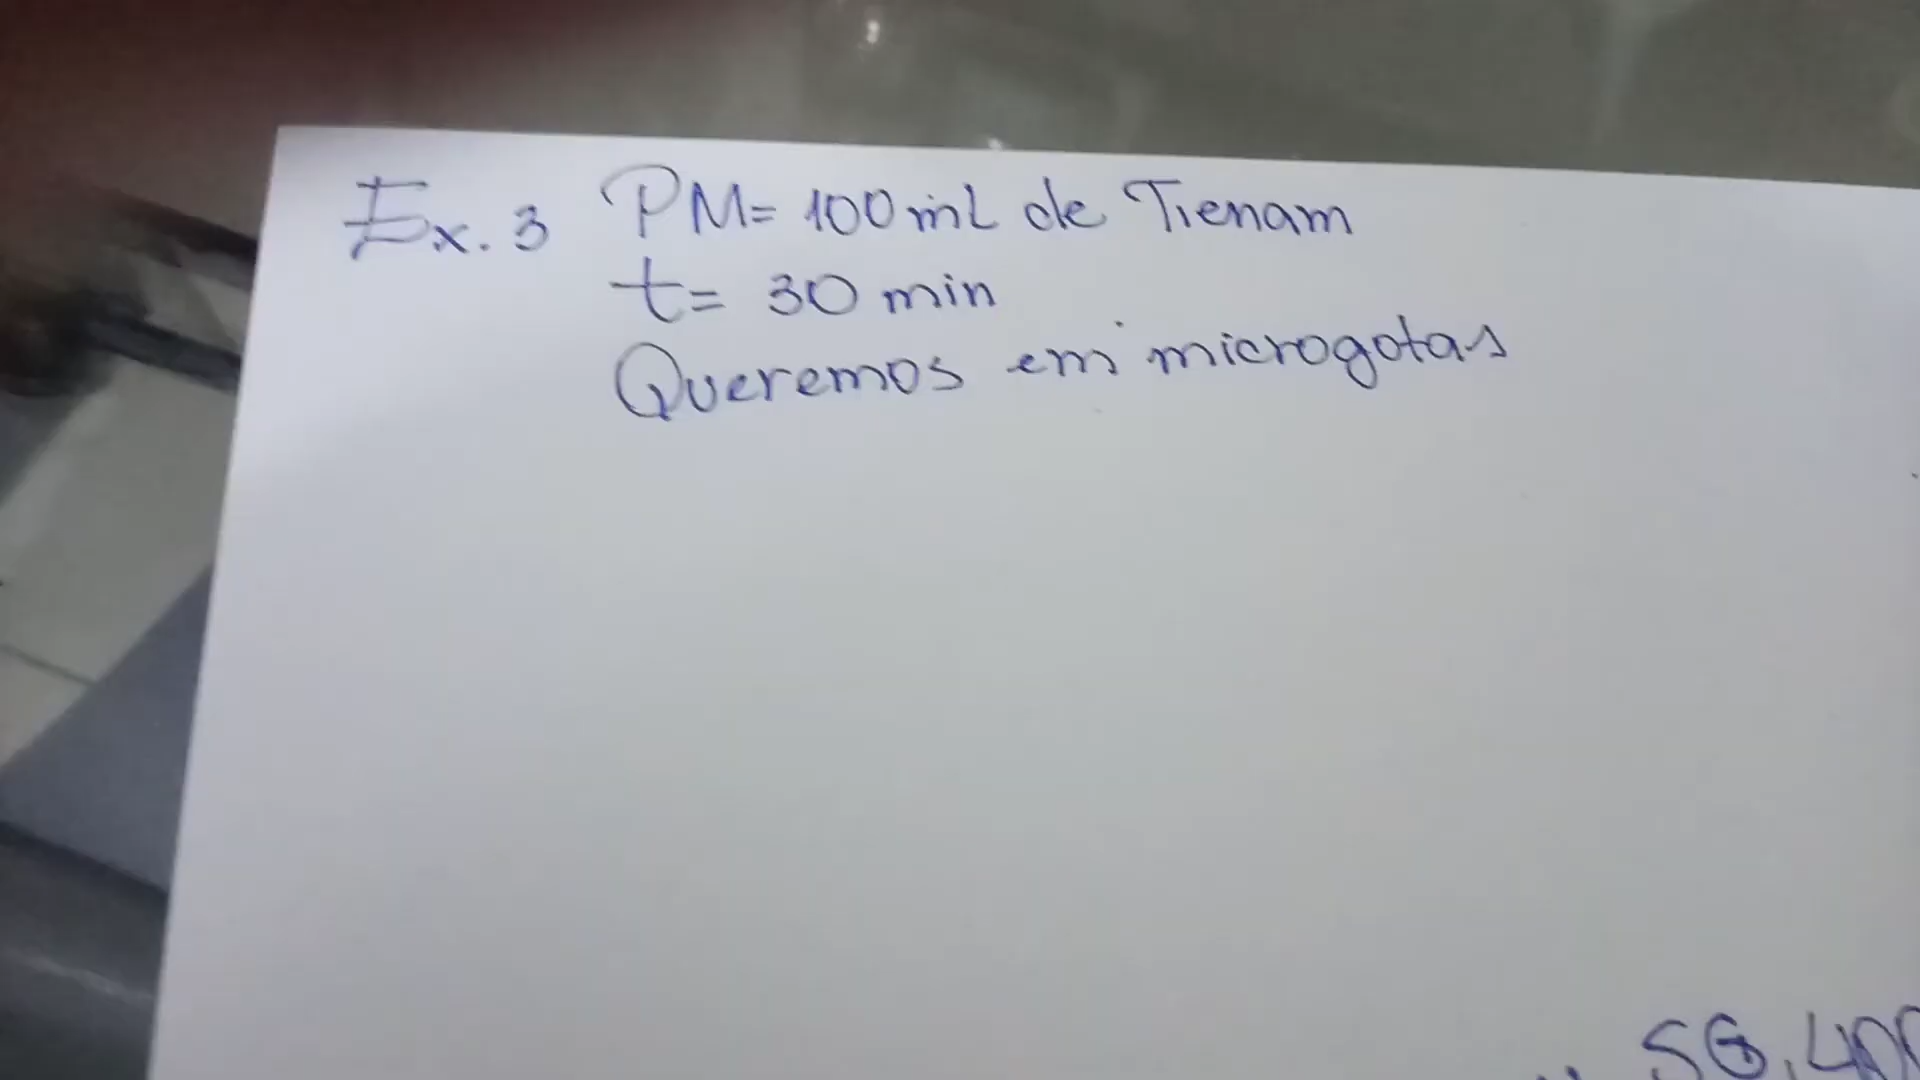 Ex. 3 PM= 100 mL de Tienam
t= 30 min
Queremos em microgotas